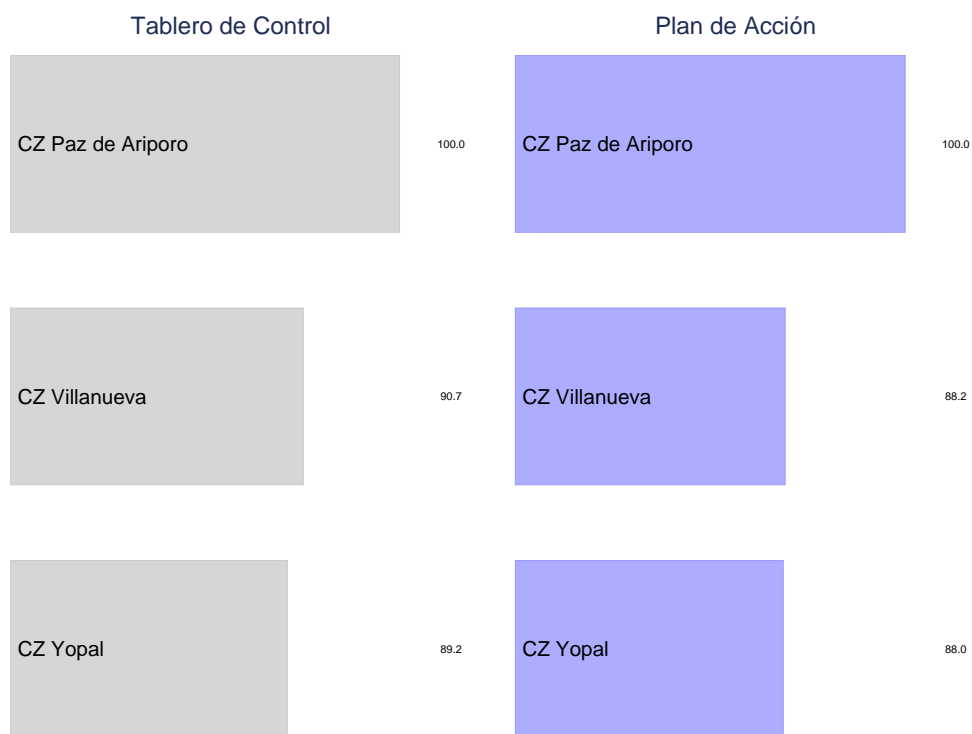 Tablero de Control
CZ Paz de Ariporo 100.0
CZ Villanueva 90.7
CZ Yopal 89.2
Plan de Acción
CZ Paz de Ariporo 100.0
CZ Villanueva 88.2
CZ Yopal 88.0